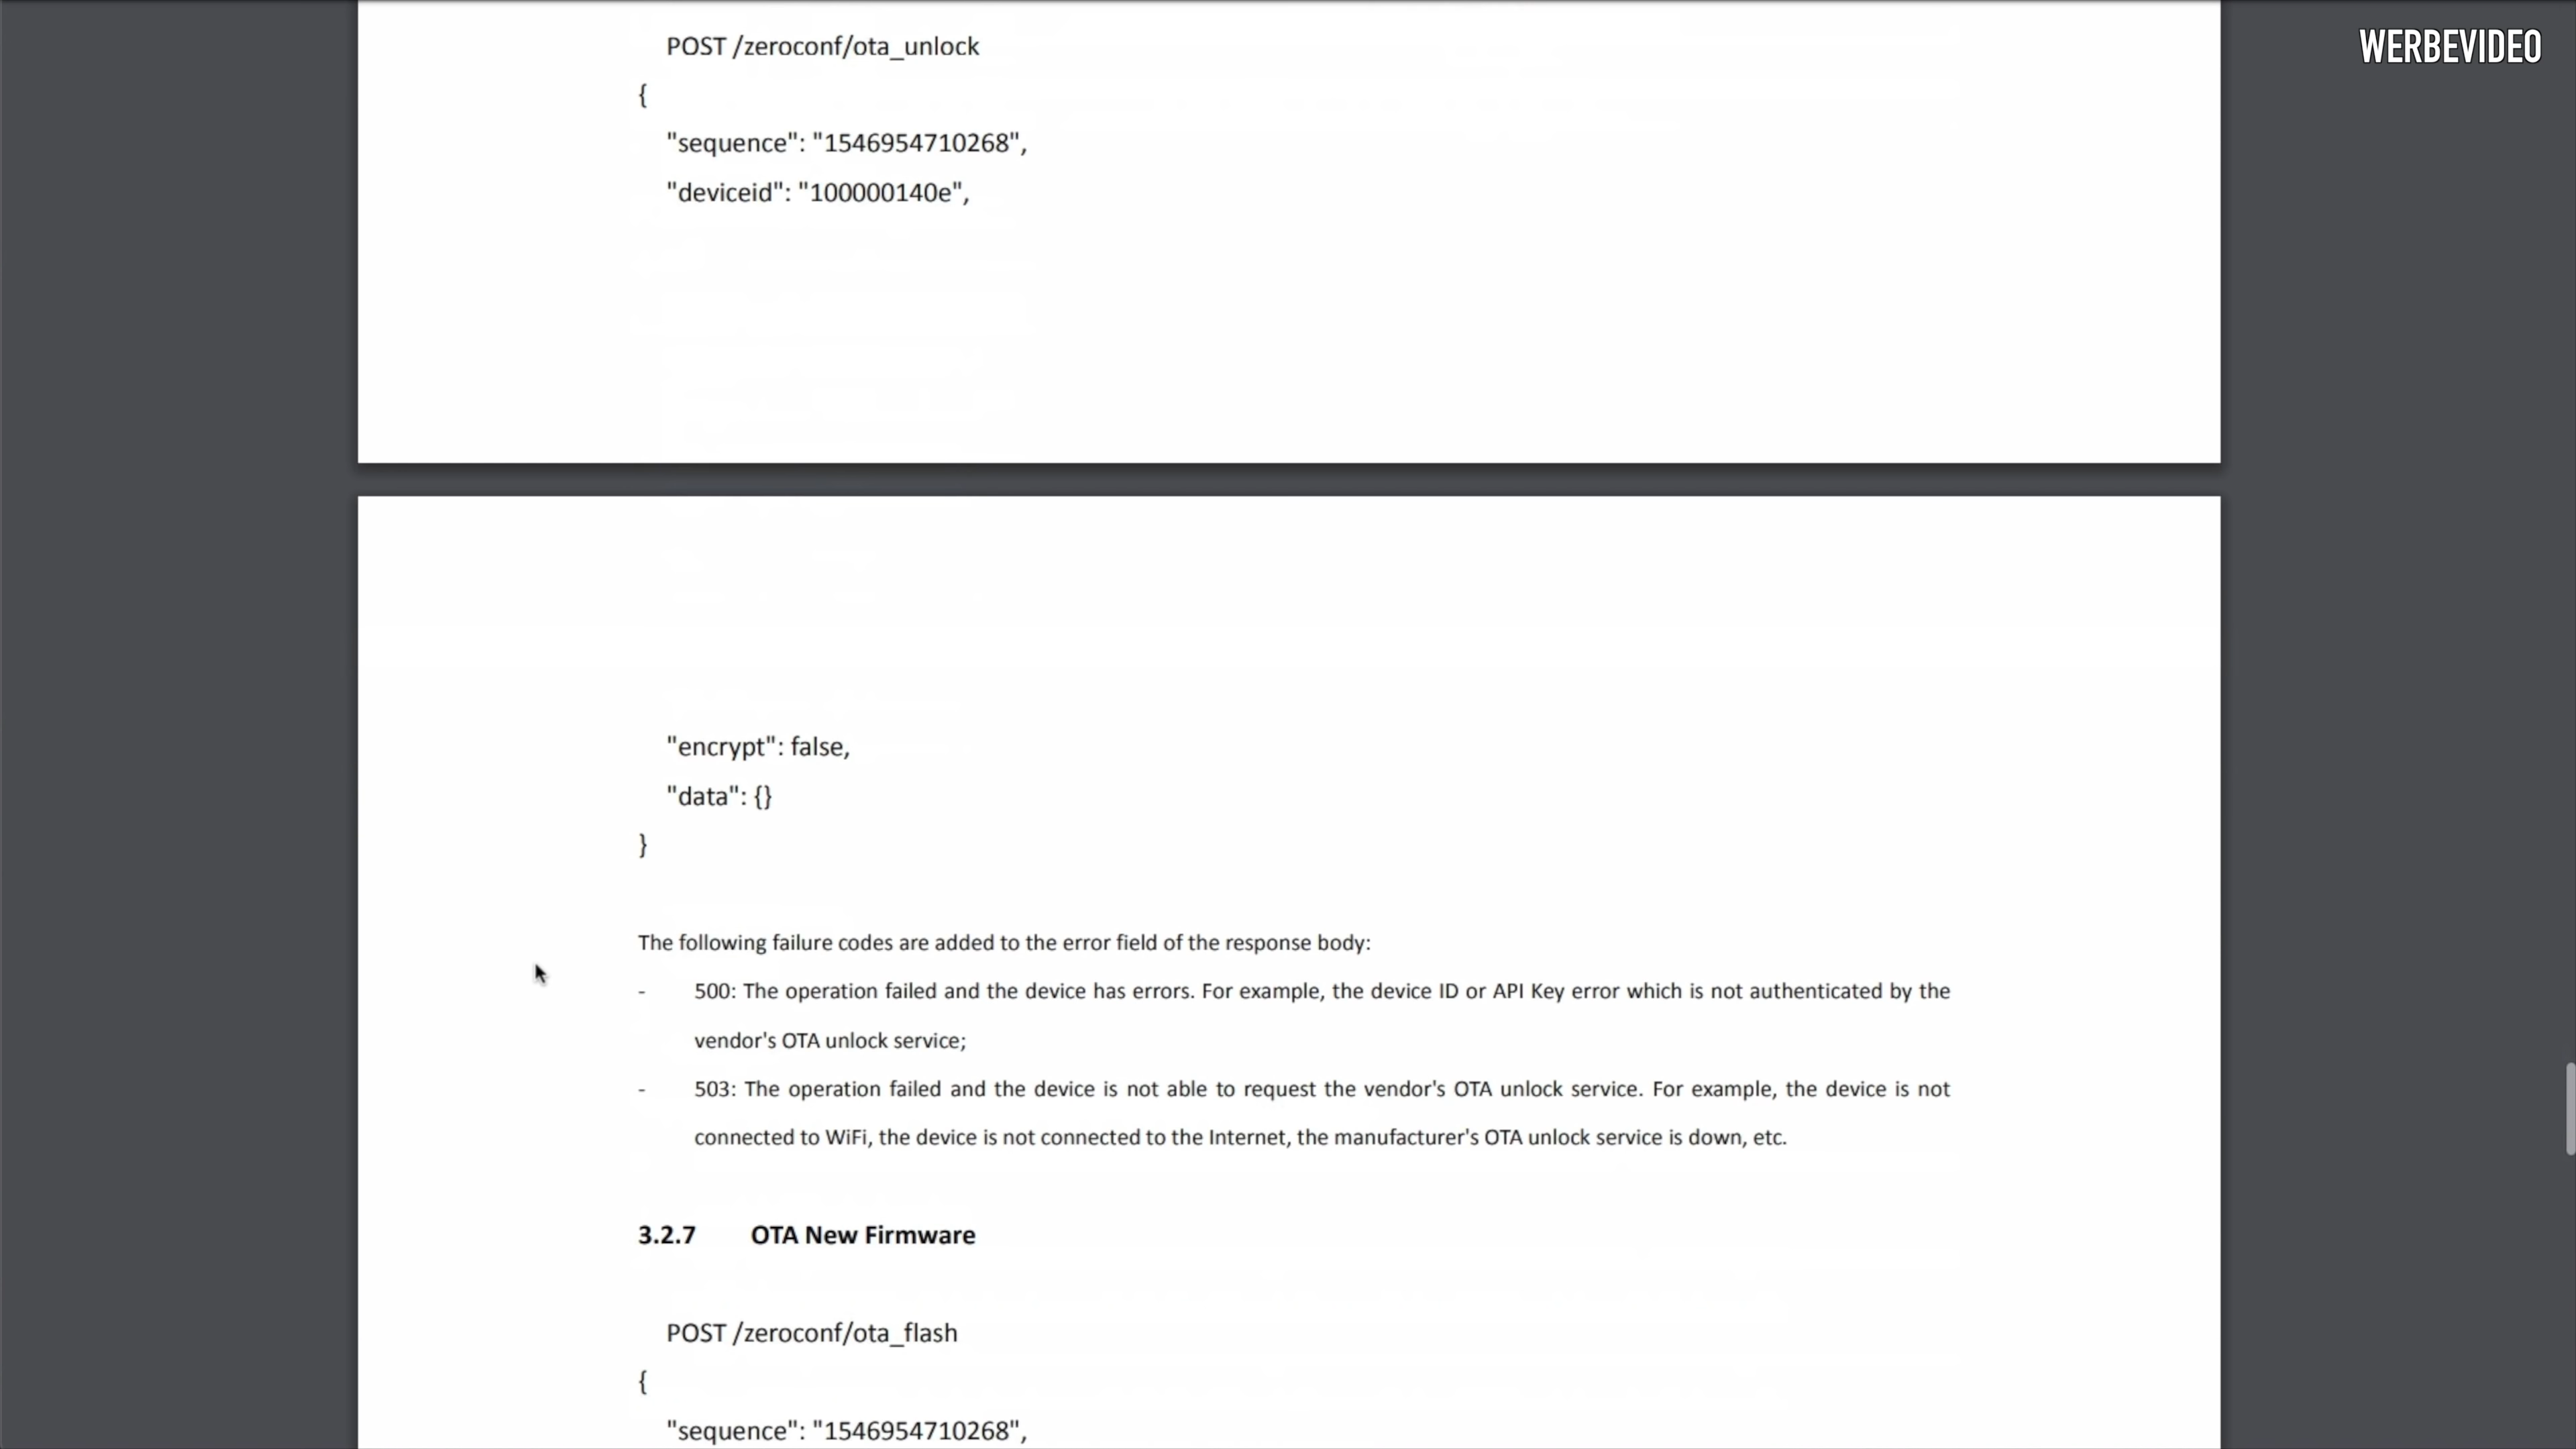 WERBEVIDEO
POST /zeroconf/ota_unlock
{
"sequence": "1546954710268",
"deviceid": "100000140e",
"encrypt": false,
"data": {}
}
The following failure codes are added to the error field of the response body:
- 500: The operation failed and the device has errors. For example, the device ID or API Key error which is not authenticated by the
vendor's OTA unlock service;
- 503: The operation failed and the device is not able to request the vendor's OTA unlock service. For example, the device is not
connected to WiFi, the device is not connected to the Internet, the manufacturer's OTA unlock service is down, etc.
3.2.7 OTA New Firmware
POST /zeroconf/ota_flash
{
"sequence": "1546954710268",